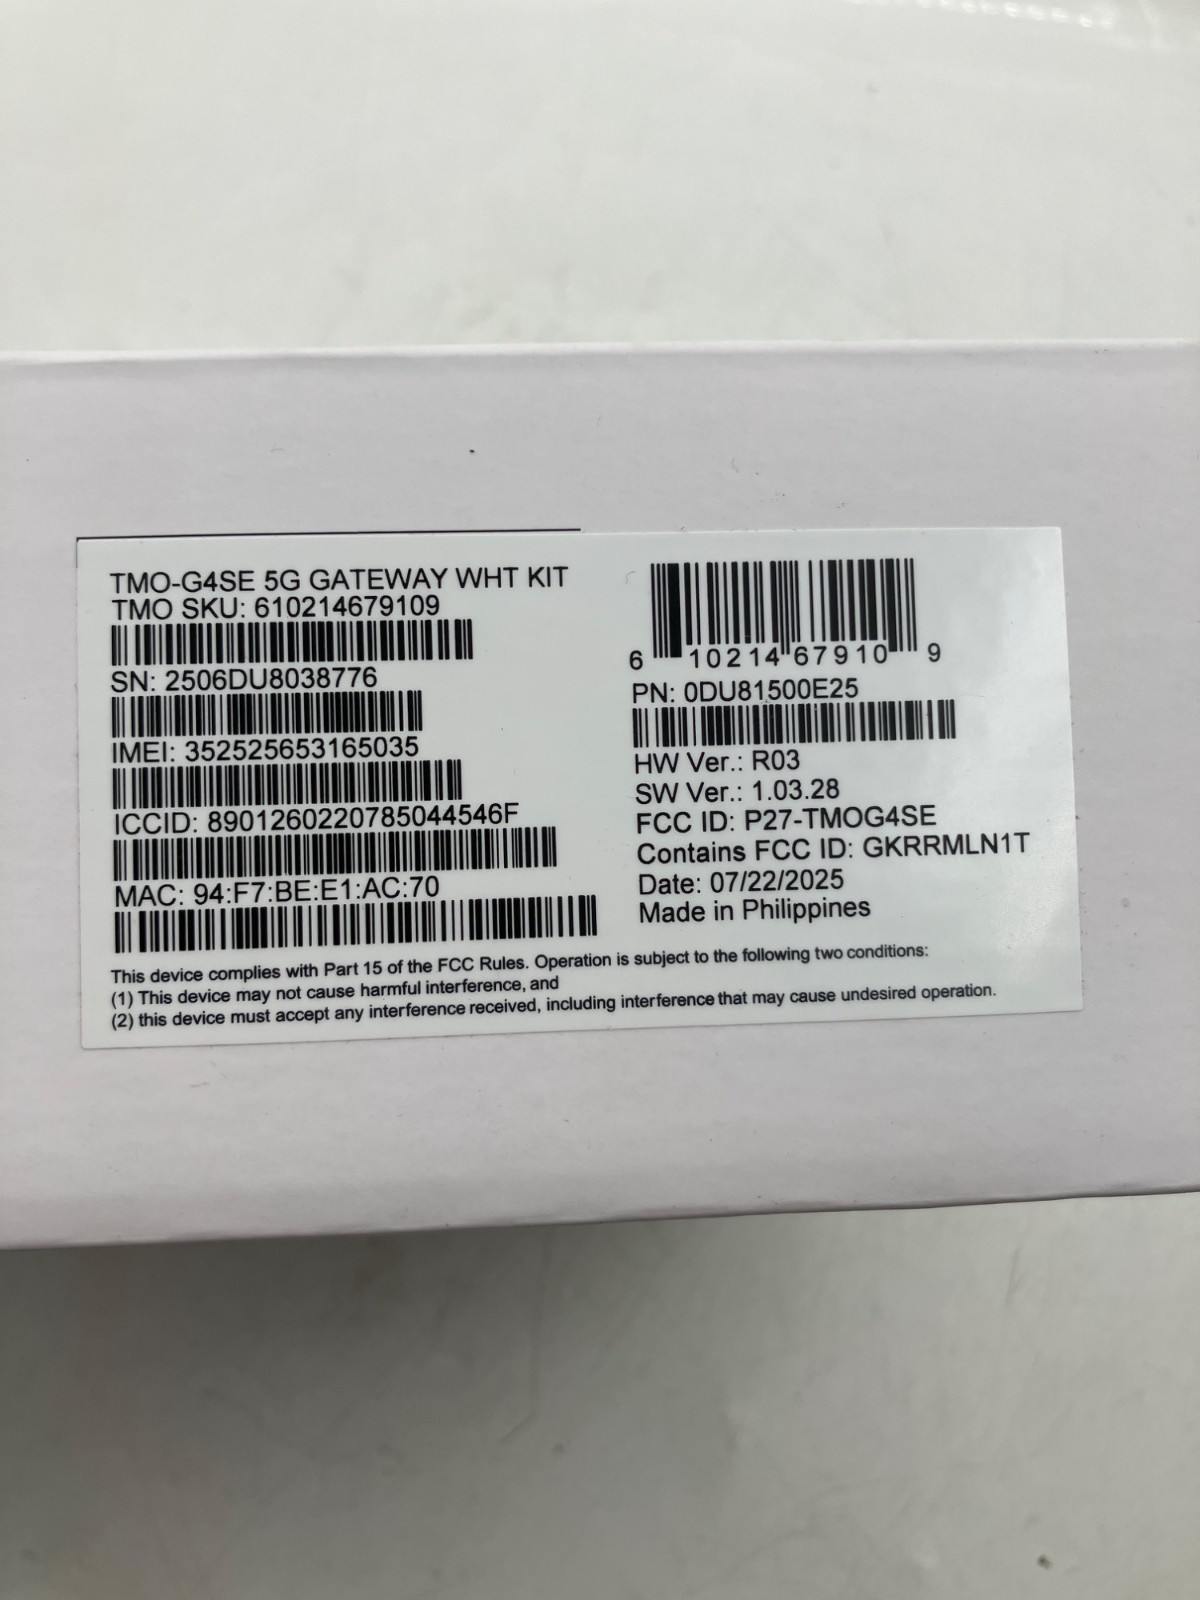 TMO-G4SE 5G GATEWAY WHT KIT
TMO SKU: 610214679109
SN: 2506DU8038776
IMEI: 352525653165035
ICCID: 8901260220785044546F
MAC: 94:F7:BE:E1:AC:70
6 10214 67910 9
PN: 0DU81500E25
HW Ver.: R03
SW Ver.: 1.03.28
FCC ID: P27-TMOG4SE
Contains FCC ID: GKRRMLN1T
Date: 07/22/2025
Made in Philippines
This device complies with Part 15 of the FCC Rules. Operation is subject to the following two conditions:
(1) This device may not cause harmful interference, and
(2) this device must accept any interference received, including interference that may cause undesired operation.